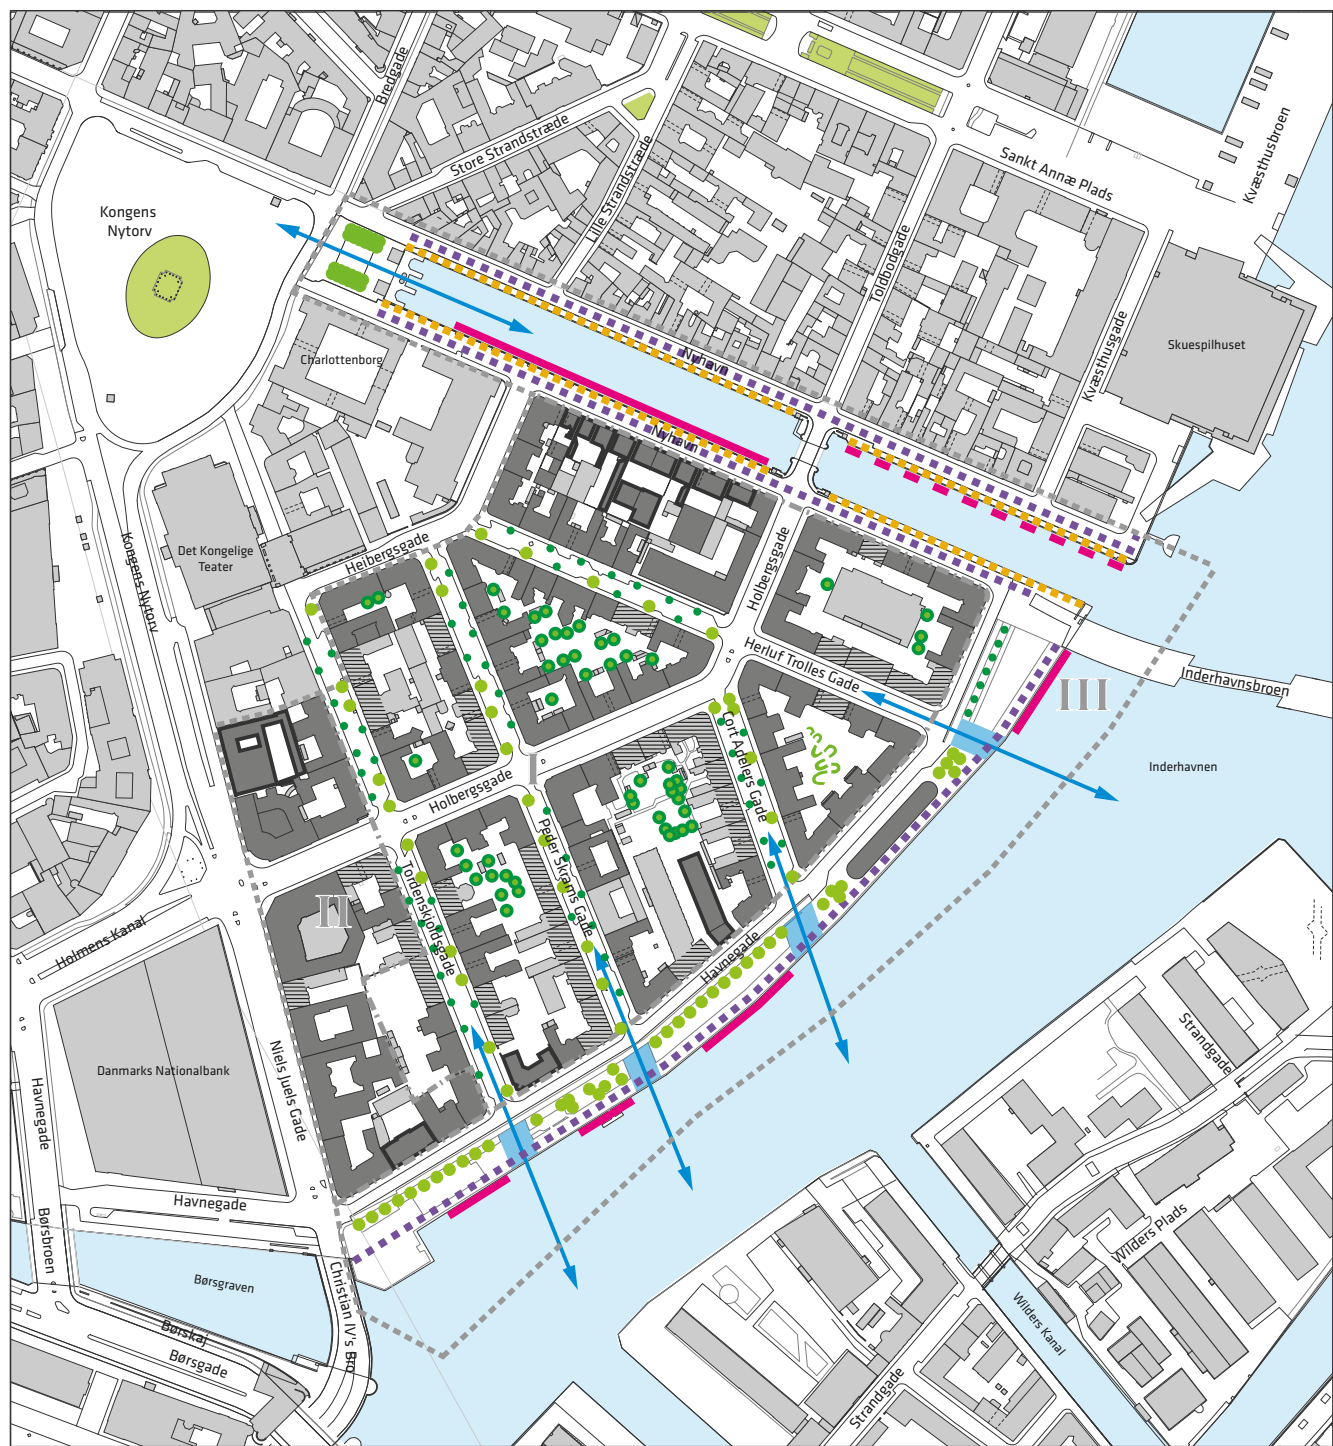 Bredgade
Store Strandstræde
Lille Strandstræde
Sankt Annæ Plads
Kvæsthusbroen
Kongens
Nytorv
Toldbodgade
Kvæsthusgade
Skuespilhuset
Charlottenborg
Nyhavn
Nyhavn
Kongens Nytorv
Det Kongelige
Teater
Helbergsgade
Holbergsgade
Herluf Trolles Gade
Inderhavnsbroen
III
Inderhavnen
Cort Adelers Gade
I
Holbergsgade
Peder Skrams Gade
Tordenskjoldsgade
II
Holmens Kanal
Havnegade
Danmarks Nationalbank
Niels Juels Gade
Havnegade
Havnegade
Børsbroen
Børsgraven
Christian IV's Bro
Børskaj
Børsgade
Strandgade
Wilders Plads
Wilders Kanal
Strandgade